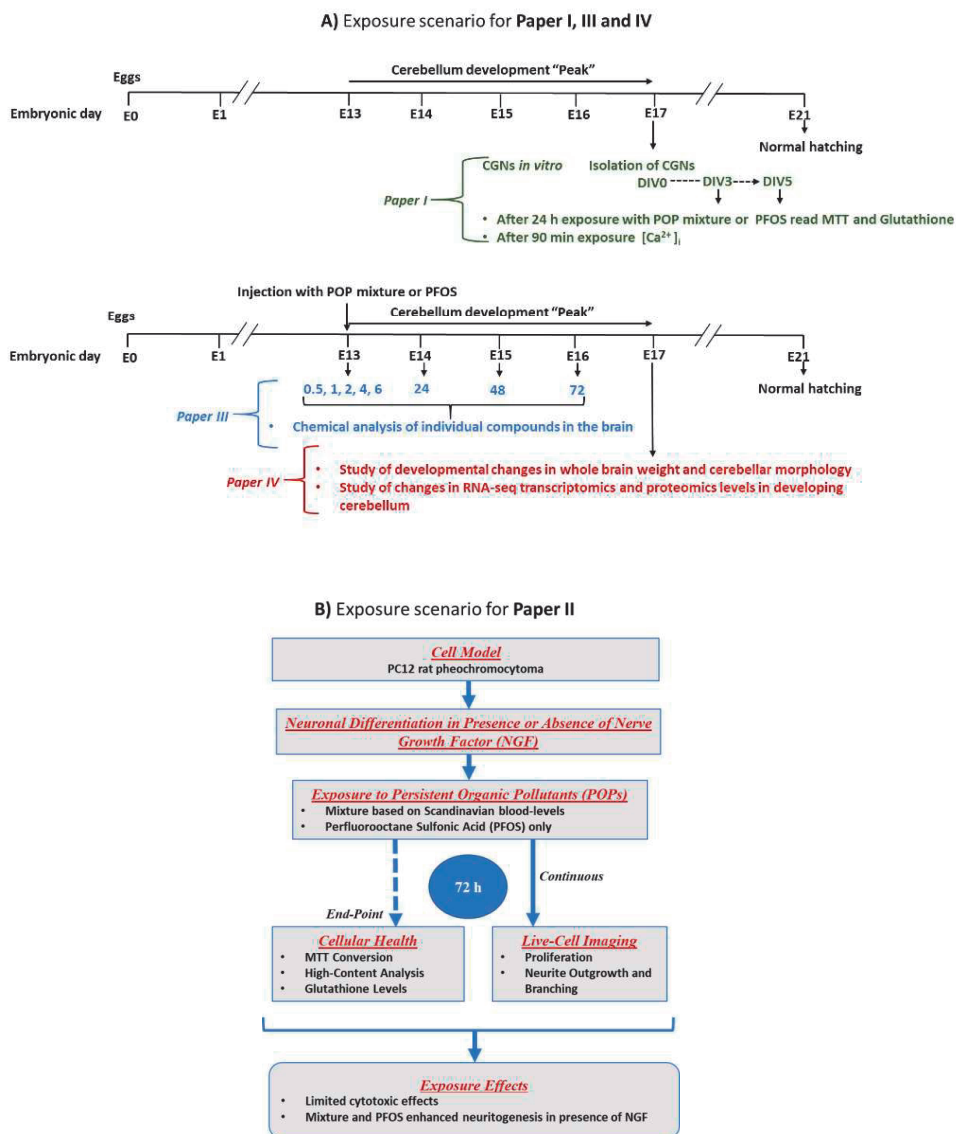 A) Exposure scenario for Paper I, III and IV
Cerebellum development “Peak”
Eggs
Embryonic day
E0 E1 E13 E14 E15 E16 E17 E21
Normal hatching
CGNs in vitro Isolation of CGNs
DIV0 DIV3 DIV5
Paper I
• After 24 h exposure with POP mixture or PFOS read MTT and Glutathione
• After 90 min exposure [Ca²⁺]i
Injection with POP mixture or PFOS
Cerebellum development “Peak”
Eggs
Embryonic day
E0 E1 E13 E14 E15 E16 E17 E21
0.5, 1, 2, 4, 6 24 48 72
Normal hatching
Paper III
• Chemical analysis of individual compounds in the brain
Paper IV
• Study of developmental changes in whole brain weight and cerebellar morphology
• Study of changes in RNA-seq transcriptomics and proteomics levels in developing
cerebellum
B) Exposure scenario for Paper II
Cell Model
PC12 rat pheochromocytoma
Neuronal Differentiation in Presence or Absence of Nerve
Growth Factor (NGF)
Exposure to Persistent Organic Pollutants (POPs)
• Mixture based on Scandinavian blood-levels
• Perfluorooctane Sulfonic Acid (PFOS) only
72 h
Continuous
End-Point
Cellular Health
• MTT Conversion
• High-Content Analysis
• Glutathione Levels
Live-Cell Imaging
• Proliferation
• Neurite Outgrowth and
Branching
Exposure Effects
• Limited cytotoxic effects
• Mixture and PFOS enhanced neuritogenesis in presence of NGF